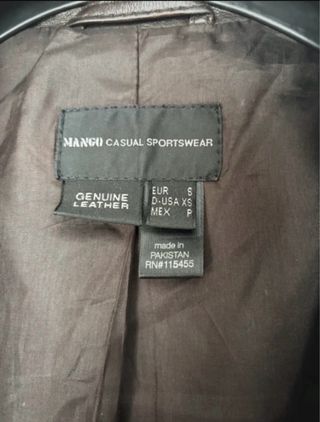 MANGO CASUAL SPORTSWEAR
GENUINE
LEATHER
EUR S
D-USA XS
MEX P
made in
PAKISTAN
RN#115455